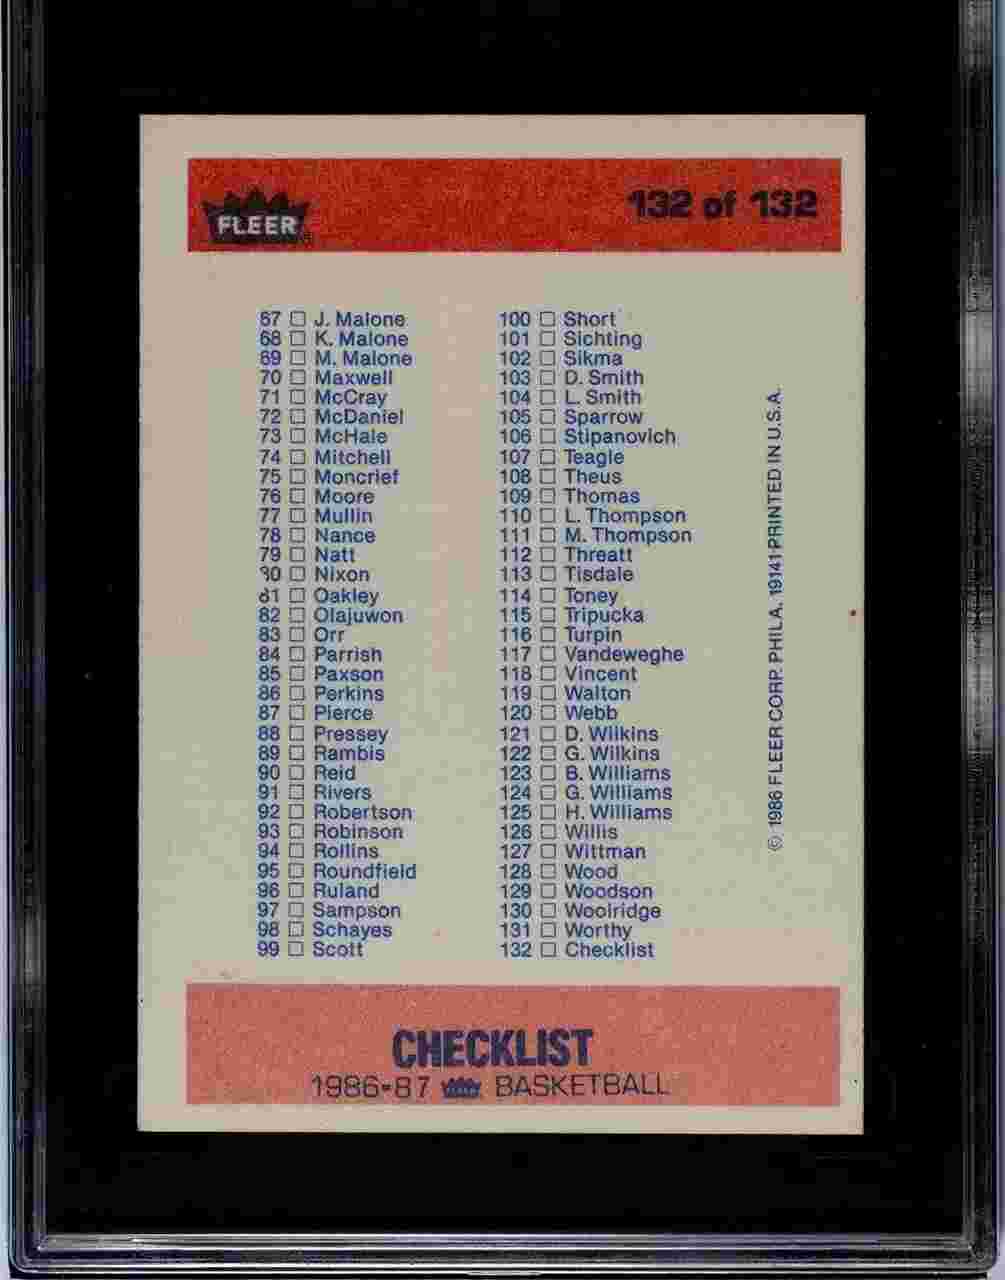 FLEER
132 of 132
67 J. Malone
68 K. Malone
69 M. Malone
70 Maxwell
71 McCray
72 McDaniel
73 McHale
74 Mitchell
75 Moncrief
76 Moore
77 Mullin
78 Nance
79 Natt
80 Nixon
81 Oakley
82 Olajuwon
83 Orr
84 Parrish
85 Paxson
86 Perkins
87 Pierce
88 Pressey
89 Rambis
90 Reid
91 Rivers
92 Robertson
93 Robinson
94 Rollins
95 Roundfield
96 Ruland
97 Sampson
98 Schayes
99 Scott
100 Short
101 Sichting
102 Sikma
103 D. Smith
104 L. Smith
105 Sparrow
106 Stipanovich
107 Teagle
108 Theus
109 Thomas
110 L. Thompson
111 M. Thompson
112 Threatt
113 Tisdale
114 Toney
115 Tripucka
116 Turpin
117 Vandeweghe
118 Vincent
119 Walton
120 Webb
121 D. Wilkins
122 G. Wilkins
123 B. Williams
124 G. Williams
125 H. Williams
126 Willis
127 Wittman
128 Wood
129 Woodson
130 Woolridge
131 Worthy
132 Checklist
© 1986 FLEER CORP. PHILA. 19141-PRINTED IN U.S.A.
CHECKLIST
1986-87 BASKETBALL